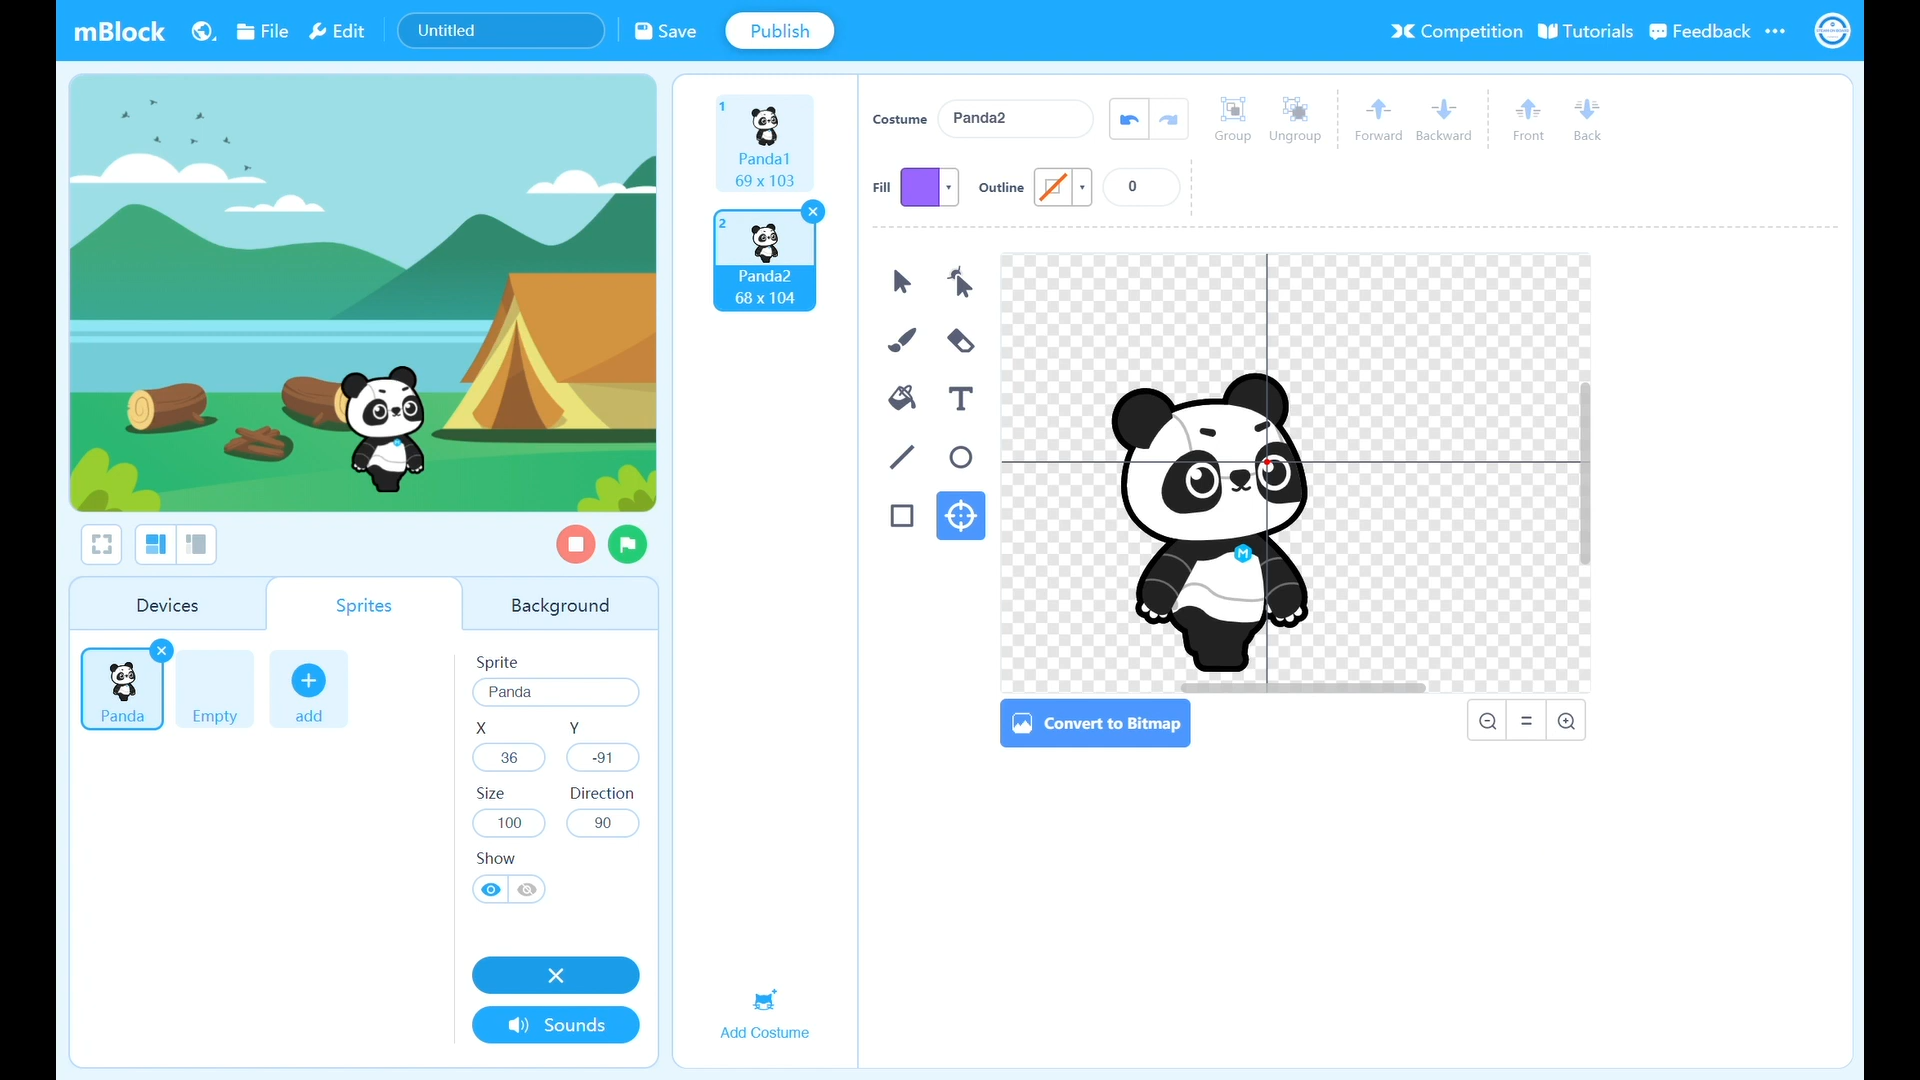 mBlock
File
Edit
Untitled
Save
Publish
Competition
Tutorials
Feedback
1
Panda1
69 x 103
2
Panda2
68 x 104
Add Costume
Costume
Panda2
Group
Ungroup
Forward
Backward
Front
Back
Fill
Outline
0
T
M
Convert to Bitmap
Devices
Sprites
Background
Panda
Empty
add
Sprite
Panda
X
Y
36
-91
Size
Direction
100
90
Show
Sounds